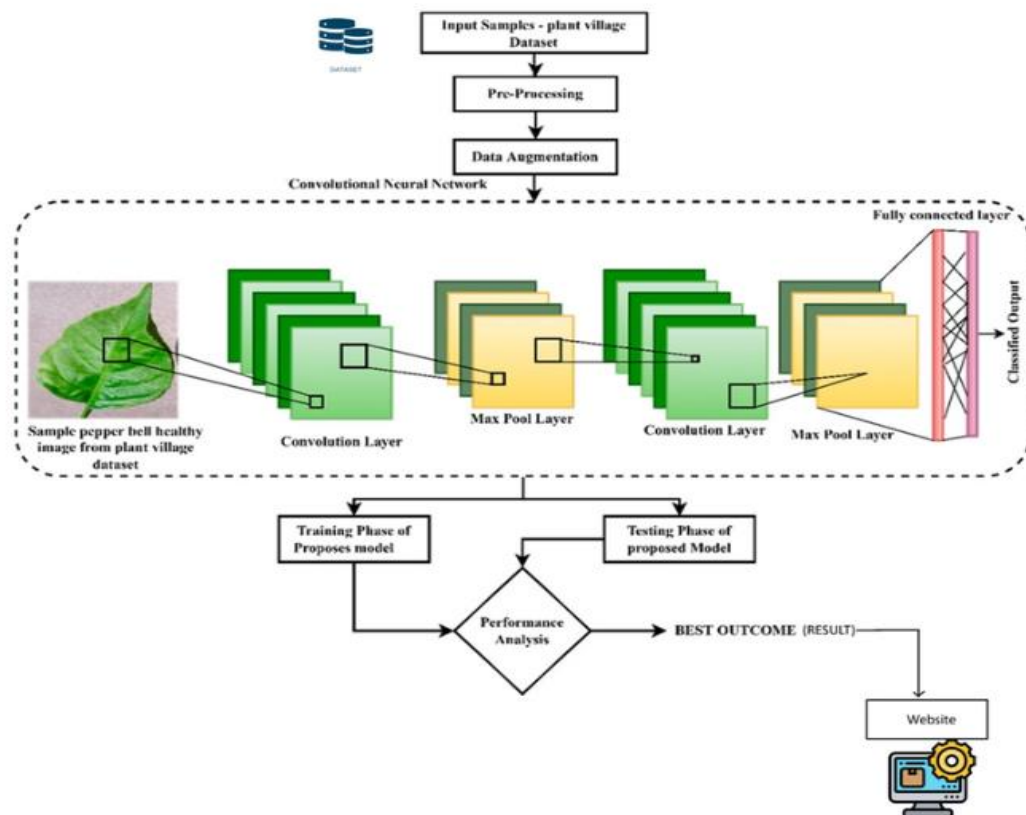 Input Samples - plant village
Dataset
DATASET
Pre-Processing
Data Augmentation
Convolutional Neural Network
Fully connected layer
Classified Output
Sample pepper bell healthy
image from plant village
dataset
Convolution Layer
Max Pool Layer
Convolution Layer
Max Pool Layer
Training Phase of
Proposes model
Testing Phase of
proposed Model
Performance
Analysis
BEST OUTCOME (RESULT)
Website